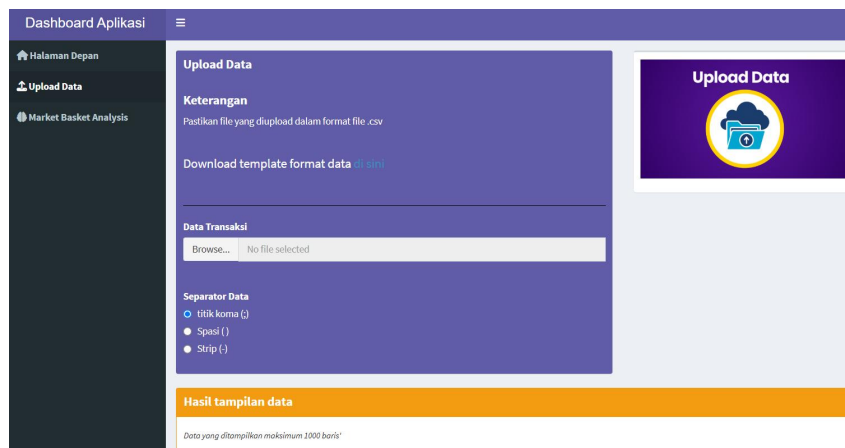 Dashboard Aplikasi
Halaman Depan
Upload Data
Market Basket Analysis
Upload Data
Keterangan
Pastikan file yang diupload dalam format file .csv
Download template format data di sini
Data Transaksi
Browse... No file selected
Separator Data
titik koma (;)
Spasi ( )
Strip (-)
Upload Data
Hasil tampilan data
Data yang ditampilkan maksimum 1000 baris'